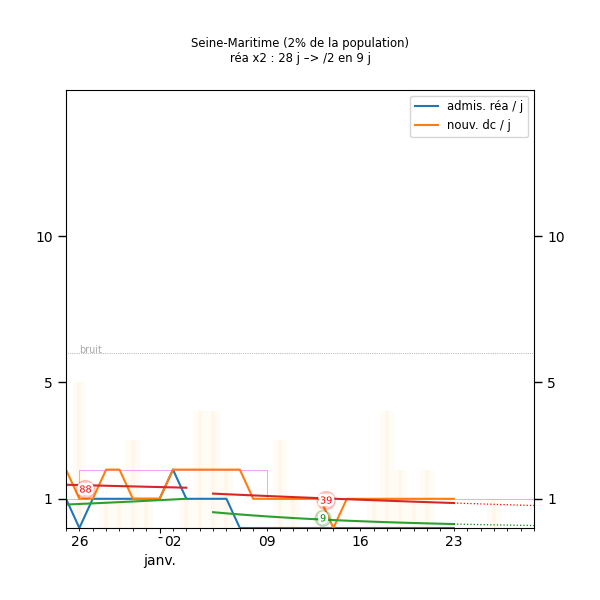 Seine-Maritime (2% de la population)
réa x2 : 28 j –> /2 en 9 j
admis. réa / j
nouv. dc / j
10 10
bruit
5 5
88
39
1 1
9
26 02 09 16 23
janv.